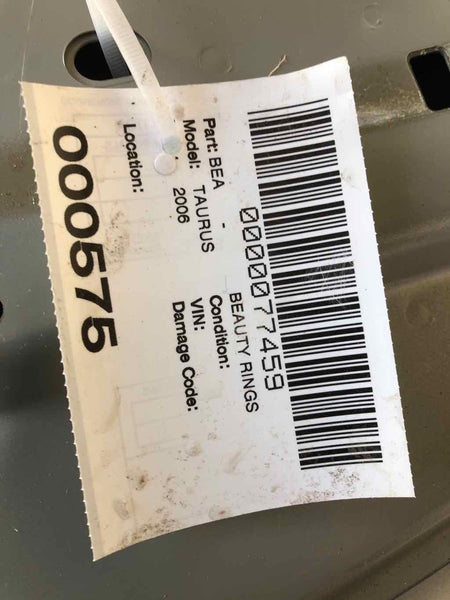 0000077459
Part: BEA - BEAUTY RINGS
Model: TAURUS Condition:
2006 VIN:
Location: Damage Code:
000575